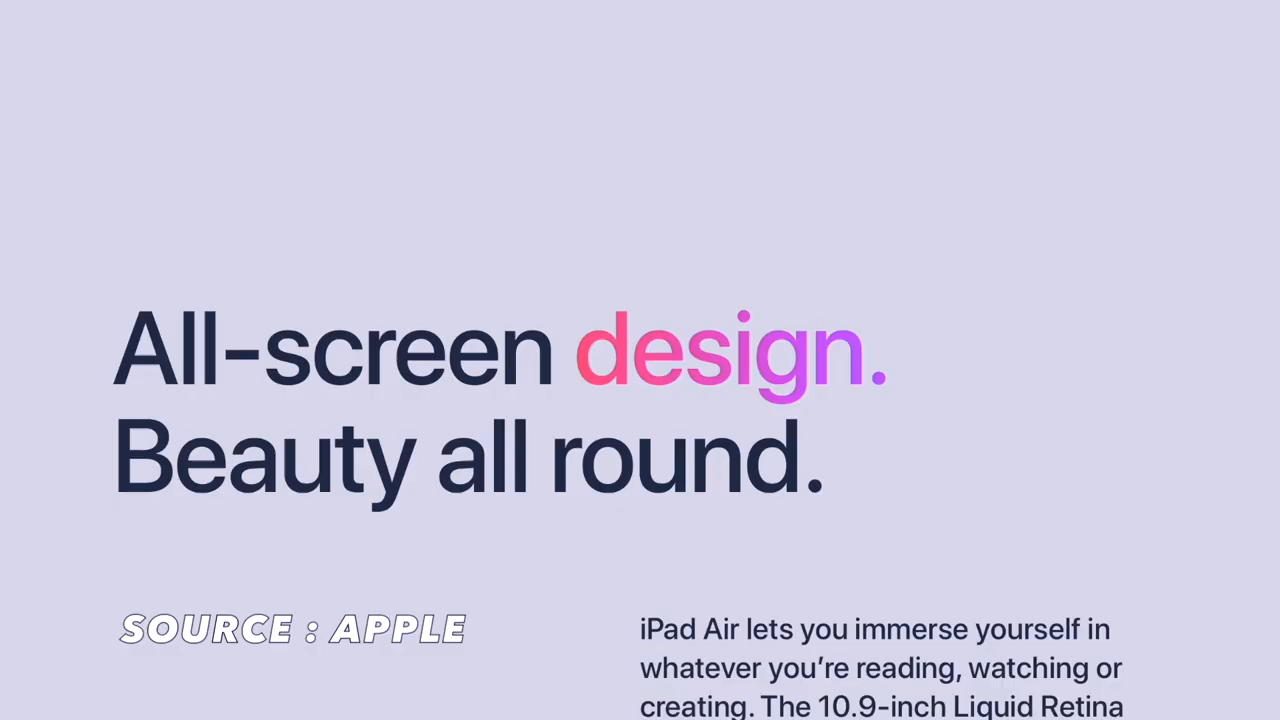 All-screen design.
Beauty all round.
SOURCE : APPLE
iPad Air lets you immerse yourself in
whatever you’re reading, watching or
creating. The 10.9-inch Liquid Retina